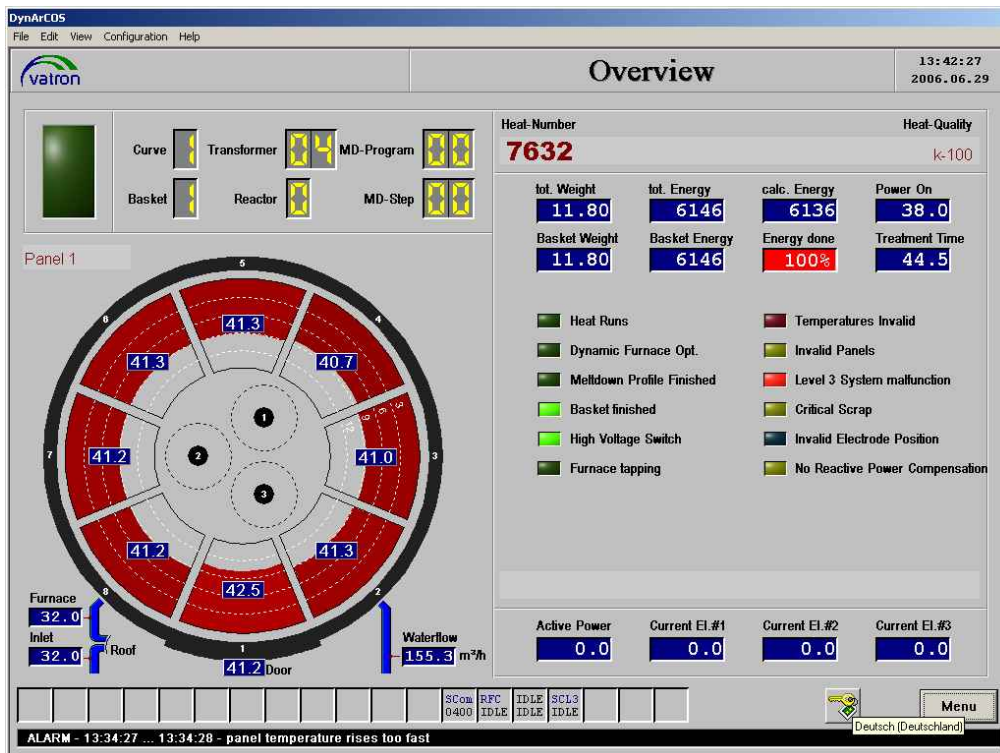 DynArCOS
File Edit View Configuration Help
vatron
Overview
13:42:27
2006.06.29
Curve 1 Transformer 04 MD-Program 00
Basket 1 Reactor 0 MD-Step 00
Heat-Number Heat-Quality
7632 k-100
tot. Weight tot. Energy calc. Energy Power On
11.80 6146 6136 38.0
Basket Weight Basket Energy Energy done Treatment Time
11.80 6146 100% 44.5
Panel 1
5
6 4
41.3
41.3 40.7
3 6 9 12
1
7 41.2 2 41.0 3
3
41.2 41.3
42.5
8 2
1
Furnace
32.0
Inlet
32.0
Roof
41.2 Door
Waterflow
155.3 m³/h
Heat Runs Temperatures Invalid
Dynamic Furnace Opt. Invalid Panels
Meltdown Profile Finished Level 3 System malfunction
Basket finished Critical Scrap
High Voltage Switch Invalid Electrode Position
Furnace tapping No Reactive Power Compensation
Active Power Current El.#1 Current El.#2 Current El.#3
0.0 0.0 0.0 0.0
SCom RFC IDLE SCL3
0400 IDLE IDLE IDLE
Menu
Deutsch (Deutschland)
ALARM - 13:34:27 ... 13:34:28 - panel temperature rises too fast